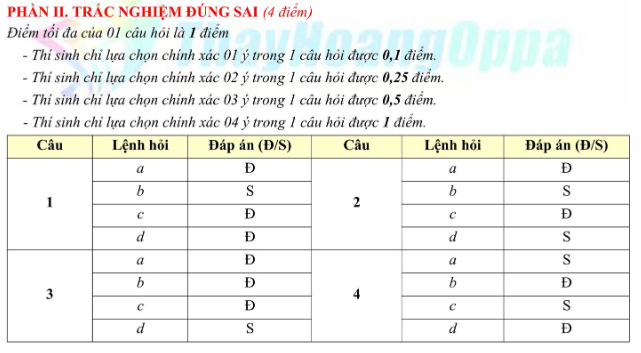 PHẦN II. TRẮC NGHIỆM ĐÚNG SAI (4 điểm)
Điểm tối đa của 01 câu hỏi là 1 điểm
- Thí sinh chỉ lựa chọn chính xác 01 ý trong 1 câu hỏi được 0,1 điểm.
- Thí sinh chỉ lựa chọn chính xác 02 ý trong 1 câu hỏi được 0,25 điểm.
- Thí sinh chỉ lựa chọn chính xác 03 ý trong 1 câu hỏi được 0,5 điểm.
- Thí sinh chỉ lựa chọn chính xác 04 ý trong 1 câu hỏi được 1 điểm.
ThayHoangOppa
Câu Lệnh hỏi Đáp án (Đ/S) Câu Lệnh hỏi Đáp án (Đ/S)
1 a Đ 2 a Đ
b S b S
c Đ c Đ
d Đ d S
3 a Đ 4 a S
b Đ b Đ
c Đ c S
d S d Đ